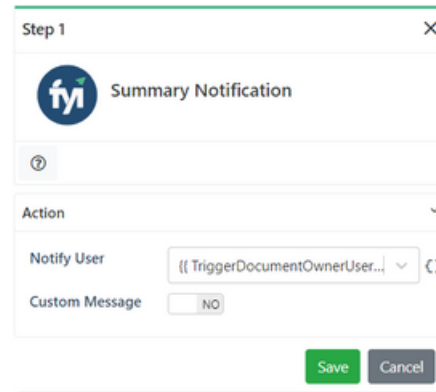 Step 1
fyi
Summary Notification
Action
Notify User
{{ TriggerDocumentOwnerUser...
Custom Message
NO
Save
Cancel